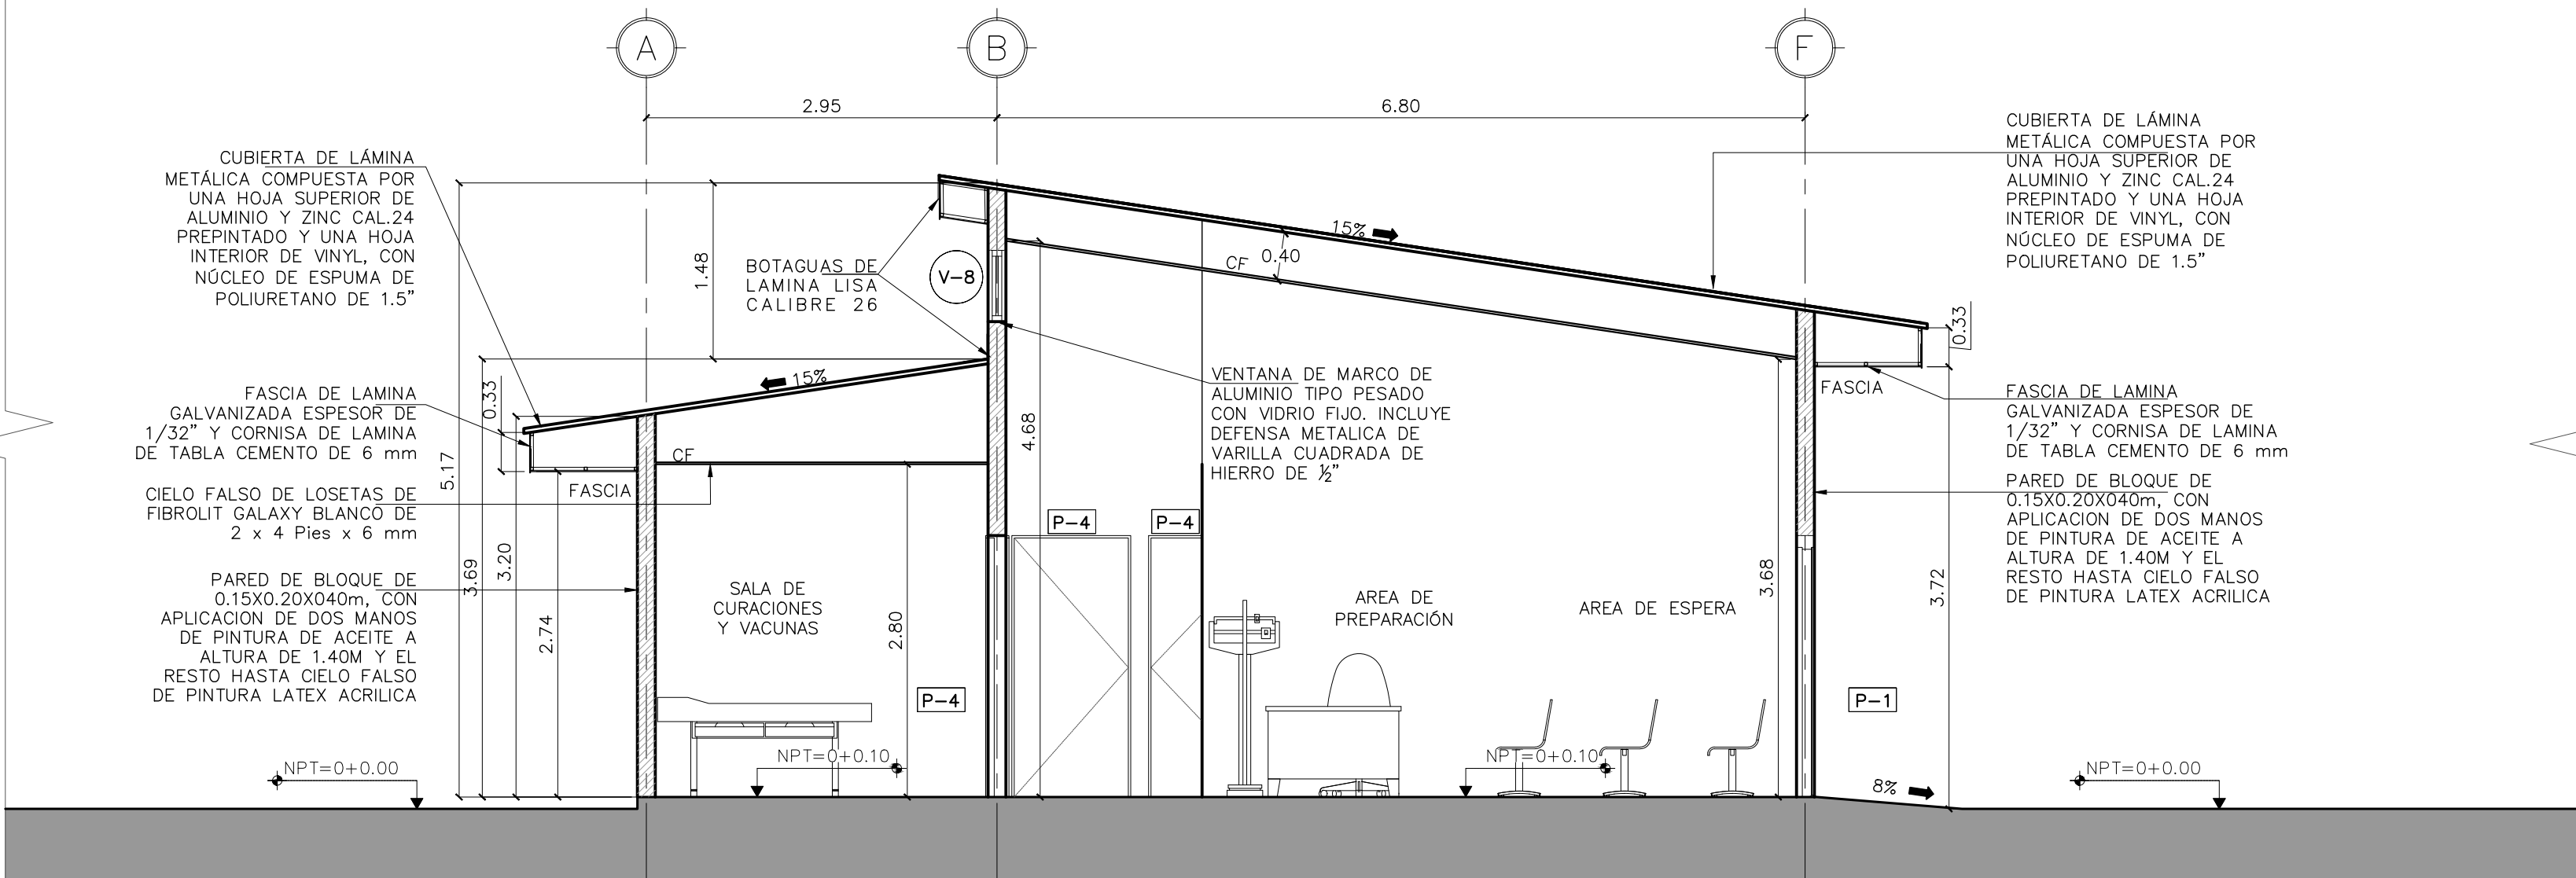 A
B
F
2.95
6.80
CUBIERTA DE LÁMINA
METÁLICA COMPUESTA POR
UNA HOJA SUPERIOR DE
ALUMINIO Y ZINC CAL.24
PREPINTADO Y UNA HOJA
INTERIOR DE VINYL, CON
NÚCLEO DE ESPUMA DE
POLIURETANO DE 1.5”
FASCIA DE LAMINA
GALVANIZADA ESPESOR DE
1/32” Y CORNISA DE LAMINA
DE TABLA CEMENTO DE 6 mm
CIELO FALSO DE LOSETAS DE
FIBROLIT GALAXY BLANCO DE
2 x 4 Pies x 6 mm
PARED DE BLOQUE DE
0.15X0.20X040m, CON
APLICACION DE DOS MANOS
DE PINTURA DE ACEITE A
ALTURA DE 1.40M Y EL
RESTO HASTA CIELO FALSO
DE PINTURA LATEX ACRILICA
NPT=0+0.00
5.17
3.69
0.33
3.20
2.74
1.48
BOTAGUAS DE
LAMINA LISA
CALIBRE 26
V-8
15%
CF
FASCIA
SALA DE
CURACIONES
Y VACUNAS
2.80
P-4
NPT=0+0.10
15%
0.40
CF
4.68
VENTANA DE MARCO DE
ALUMINIO TIPO PESADO
CON VIDRIO FIJO. INCLUYE
DEFENSA METALICA DE
VARILLA CUADRADA DE
HIERRO DE ½”
P-4
P-4
AREA DE
PREPARACIÓN
AREA DE ESPERA
NPT=0+0.10
3.68
0.33
FASCIA
3.72
P-1
8%
CUBIERTA DE LÁMINA
METÁLICA COMPUESTA POR
UNA HOJA SUPERIOR DE
ALUMINIO Y ZINC CAL.24
PREPINTADO Y UNA HOJA
INTERIOR DE VINYL, CON
NÚCLEO DE ESPUMA DE
POLIURETANO DE 1.5”
FASCIA DE LAMINA
GALVANIZADA ESPESOR DE
1/32” Y CORNISA DE LAMINA
DE TABLA CEMENTO DE 6 mm
PARED DE BLOQUE DE
0.15X0.20X040m, CON
APLICACION DE DOS MANOS
DE PINTURA DE ACEITE A
ALTURA DE 1.40M Y EL
RESTO HASTA CIELO FALSO
DE PINTURA LATEX ACRILICA
NPT=0+0.00